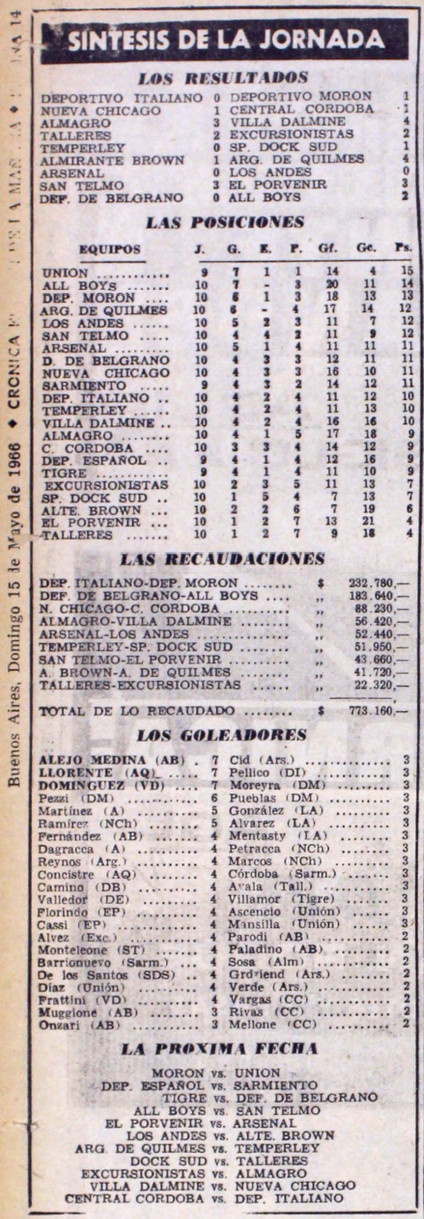 SINTESIS DE LA JORNADA
LOS RESULTADOS
DEPORTIVO ITALIANO 0 DEPORTIVO MORON 1
NUEVA CHICAGO 1 CENTRAL CORDOBA 1
ALMAGRO 3 VILLA DALMINE 4
TALLERES 2 EXCURSIONISTAS 2
TEMPERLEY 0 SP. DOCK SUD 1
ALMIRANTE BROWN 1 ARG. DE QUILMES 4
ARSENAL 0 LOS ANDES 0
SAN TELMO 3 EL PORVENIR 3
DEF. DE BELGRANO 0 ALL BOYS 2
LAS POSICIONES
EQUIPOS J. G. E. P. Gf. Gc. Ps.
UNION ............ 9 7 1 1 14 4 15
ALL BOYS ...... 10 7 - 3 20 11 14
DEP. MORON .... 10 6 1 3 18 13 13
ARG. DE QUILMES 10 6 - 4 17 14 12
LOS ANDES ..... 10 5 2 3 11 7 12
SAN TELMO ..... 10 4 4 2 11 9 12
ARSENAL ........ 10 5 1 4 11 11 11
D. DE BELGRANO 10 4 3 3 12 11 11
NUEVA CHICAGO 10 4 3 3 16 10 11
SARMIENTO ..... 9 4 3 2 14 12 11
DEP. ITALIANO .. 10 4 2 4 11 12 10
TEMPERLEY ..... 10 4 2 4 11 13 10
VILLA DALMINE .. 10 4 2 4 16 16 10
ALMAGRO ....... 10 4 1 5 17 18 9
C. CORDOBA .... 10 3 3 4 14 12 9
DEP. ESPAÑOL .. 9 4 1 4 12 16 9
TIGRE ........... 9 4 1 4 11 10 9
EXCURSIONISTAS 10 2 3 5 11 13 7
SP. DOCK SUD .. 10 1 5 4 7 13 7
ALTE. BROWN ... 10 2 2 6 7 19 6
EL PORVENIR ... 10 1 2 7 13 21 4
TALLERES ....... 10 1 2 7 9 18 4
LAS RECAUDACIONES
DEP. ITALIANO-DEP. MORON ........ $ 232.780,—
DEF. DE BELGRANO-ALL BOYS .... ,, 183.640,—
N. CHICAGO-C. CORDOBA .......... ,, 88.230,—
ALMAGRO-VILLA DALMINE ........ ,, 56.420,—
ARSENAL-LOS ANDES .............. ,, 52.440,—
TEMPERLEY-SP. DOCK SUD ....... ,, 51.950,—
SAN TELMO-EL PORVENIR ........ ,, 43.660,—
A. BROWN-A. DE QUILMES ........ ,, 41.720,—
TALLERES-EXCURSIONISTAS ...... ,, 22.320,—
TOTAL DE LO RECAUDADO ........ $ 773.160,—
LOS GOLEADORES
ALEJO MEDINA (AB) . 7
LLORENTE (AQ) ..... 7
DOMINGUEZ (VD) .... 7
Pezzi (DM) .......... 6
Martínez (A) ........ 5
Ramírez (NCh) ...... 5
Fernández (AB) ..... 4
Dagracca (A) ........ 4
Reynos (Arg.) ....... 4
Concistre (AQ) ...... 4
Camino (DB) ........ 4
Valledor (DE) ....... 4
Florindo (EP) ....... 4
Cassi (EP) .......... 4
Alvez (Exc.) ........ 4
Monteleone (ST) .... 4
Barrionuevo (Sarm.) ... 4
De los Santos (SDS) .. 4
Díaz (Unión) ........ 4
Frattini (VD) ....... 4
Muggione (AB) ...... 3
Onzari (AB) ........ 3
Cid (Ars.) ............ 3
Pellico (DI) .......... 3
Moreyra (DM) ........ 3
Pueblas (DM) ........ 3
González (LA) ....... 3
Alvarez (LA) ........ 3
Mentasty (LA) ....... 3
Petracca (NCh) ...... 3
Marcos (NCh) ........ 3
Córdoba (Sarm.) ..... 3
Ayala (Tall.) ........ 3
Villamor (Tigre) ..... 3
Ascencio (Unión) .... 3
Mansilla (Unión) .... 3
Parodi (AB) ......... 2
Paladino (AB) ....... 2
Sosa (Alm) .......... 2
(Ars.) ..... 2
Verde (Ars.) ......... 2
Vargas (CC) ......... 2
Rivas (CC) .......... 2
Mellone (CC) ........ 2
LA PROXIMA FECHA
MORON vs. UNION
DEP. ESPAÑOL vs. SARMIENTO
TIGRE vs. DEF. DE BELGRANO
ALL BOYS vs. SAN TELMO
EL PORVENIR vs. ARSENAL
LOS ANDES vs. ALTE. BROWN
ARG. DE QUILMES vs. TEMPERLEY
DOCK SUD vs. TALLERES
EXCURSIONISTAS vs. ALMAGRO
VILLA DALMINE vs. NUEVA CHICAGO
CENTRAL CORDOBA vs. DEP. ITALIANO
Buenos Aires, Domingo 15 de Mayo de 1966 ♦ CRONICA DE LA 14